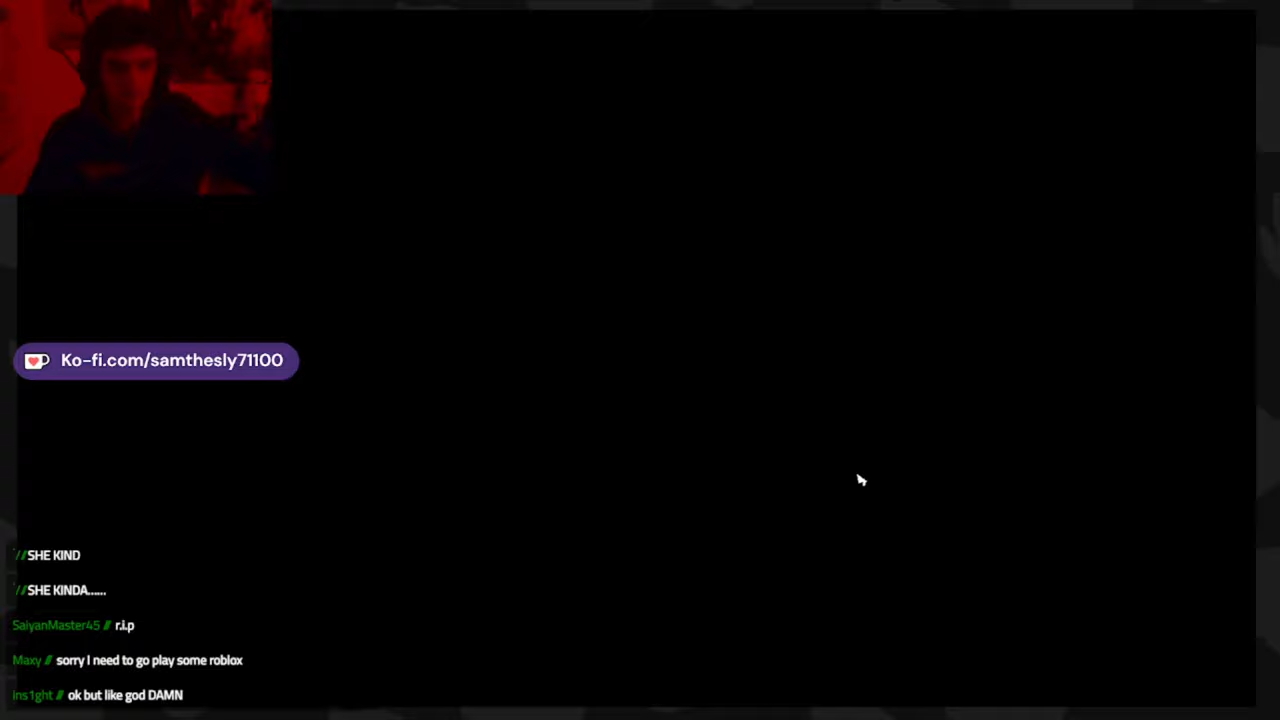 Ko-fi.com/samthesly71100
//SHE KIND
//SHE KINDA......
SaiyanMaster45 // r.i.p
Maxy // sorry I need to go play some roblox
ins1ght // ok but like god DAMN